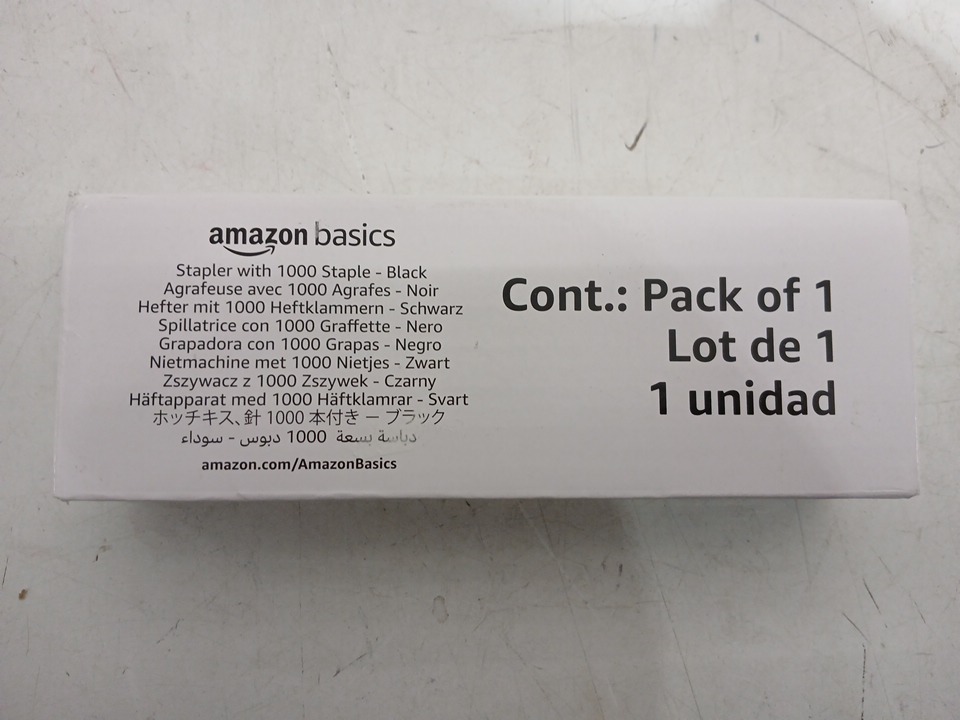 amazon basics
Stapler with 1000 Staple - Black
Agrafeuse avec 1000 Agrafes - Noir
Hefter mit 1000 Heftklammern - Schwarz
Spillatrice con 1000 Graffette - Nero
Grapadora con 1000 Grapas - Negro
Nietmachine met 1000 Nietjes - Zwart
Zszywacz z 1000 Zszywek - Czarny
Häftapparat med 1000 Häftklamrar - Svart
ホッチキス、針 1000 本付き － ブラック
دباسة بسعة 1000 دبوس - سوداء
amazon.com/AmazonBasics
Cont.: Pack of 1
Lot de 1
1 unidad